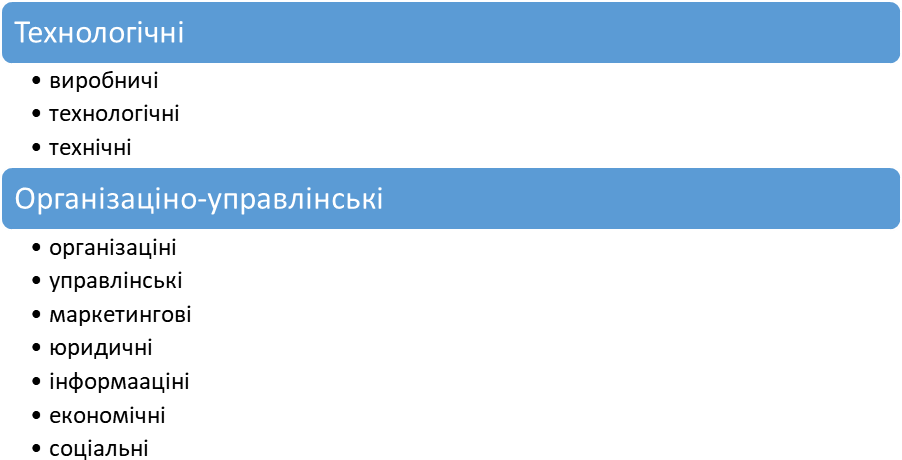 Технологічні
• виробничі
• технологічні
• технічні
Організаціно-управлінські
• організаціні
• управлінські
• маркетингові
• юридичні
• інформааціні
• економічні
• соціальні